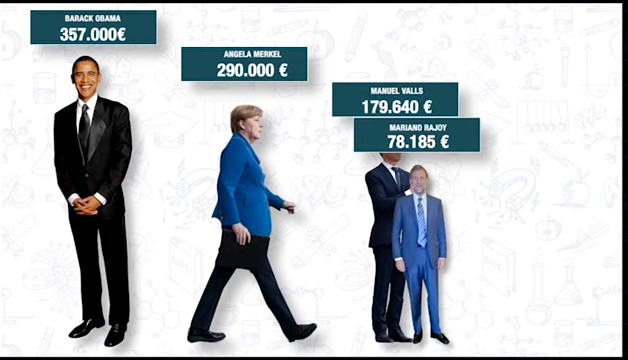 BARACK OBAMA
357.000€
ANGELA MERKEL
290.000 €
MANUEL VALLS
179.640 €
MARIANO RAJOY
78.185 €